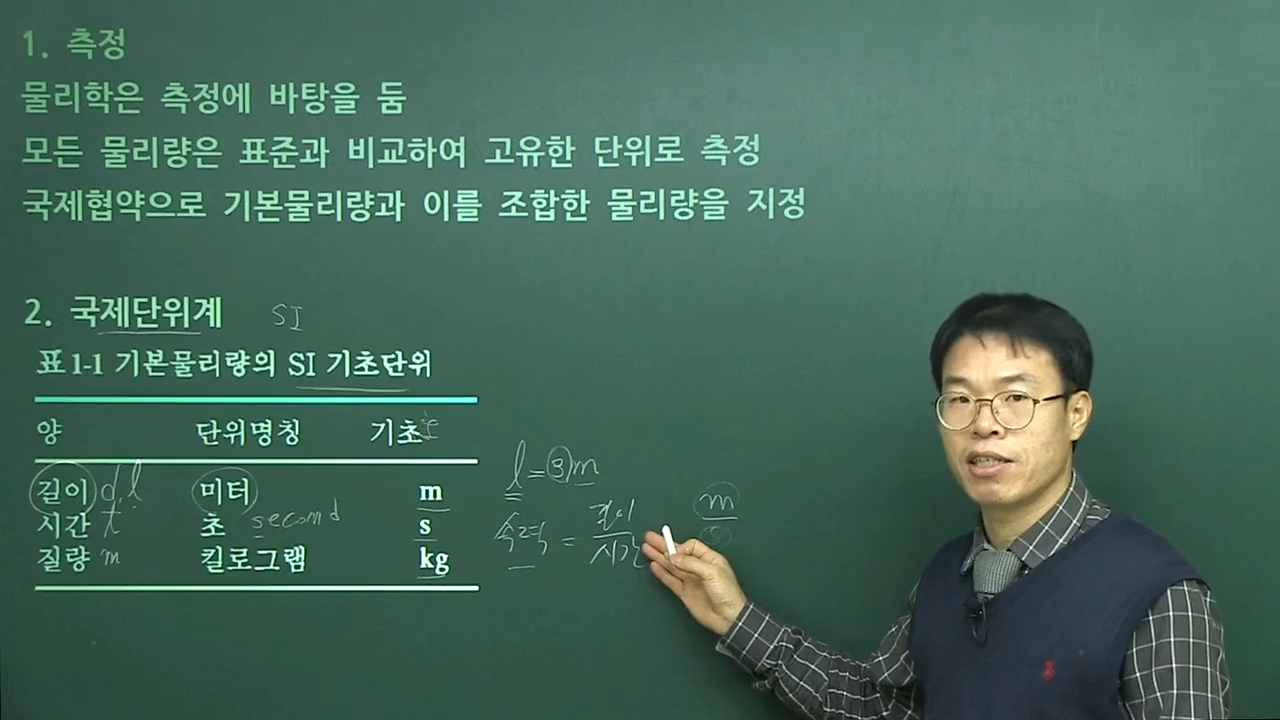 1. 측정
물리학은 측정에 바탕을 둠
모든 물리량은 표준과 비교하여 고유한 단위로 측정
국제협약으로 기본물리량과 이를 조합한 물리량을 지정
2. 국제단위계 SI
표 1-1 기본물리량의 SI 기초단위
양 단위명칭 기초
길이 d, l 미터 m
시간 t 초 second s
질량 m 킬로그램 kg
l = 3 m
속력 = 길이/시간 m/s